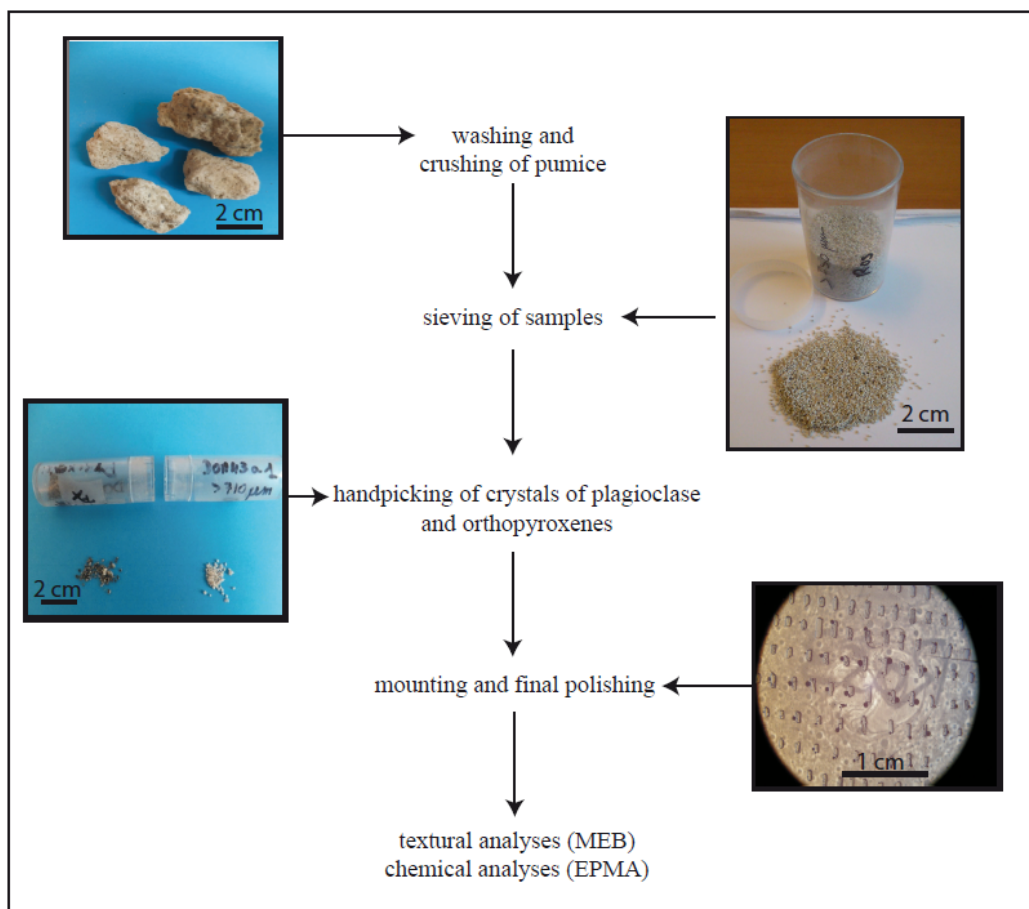 2 cm
washing and
crushing of pumice
sieving of samples
2 cm
handpicking of crystals of plagioclase
and orthopyroxenes
>710 µm
2 cm
mounting and final polishing
1 cm
textural analyses (MEB)
chemical analyses (EPMA)